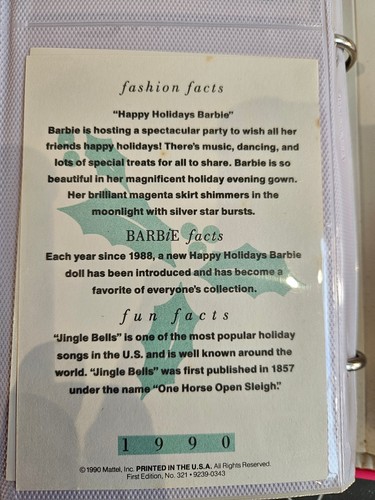 fashion facts
"Happy Holidays Barbie"
Barbie is hosting a spectacular party to wish all her
friends happy holidays! There's music, dancing, and
lots of special treats for all to share. Barbie is so
beautiful in her magnificent holiday evening gown.
Her brilliant magenta skirt shimmers in the
moonlight with silver star bursts.
BARBiE facts
Each year since 1988, a new Happy Holidays Barbie
doll has been introduced and has become a
favorite of everyone's collection.
fun facts
"Jingle Bells" is one of the most popular holiday
songs in the U.S. and is well known around the
world. "Jingle Bells" was first published in 1857
under the name "One Horse Open Sleigh."
1990
©1990 Mattel, Inc. PRINTED IN THE U.S.A. All Rights Reserved.
First Edition, No. 321 • 9239-0343